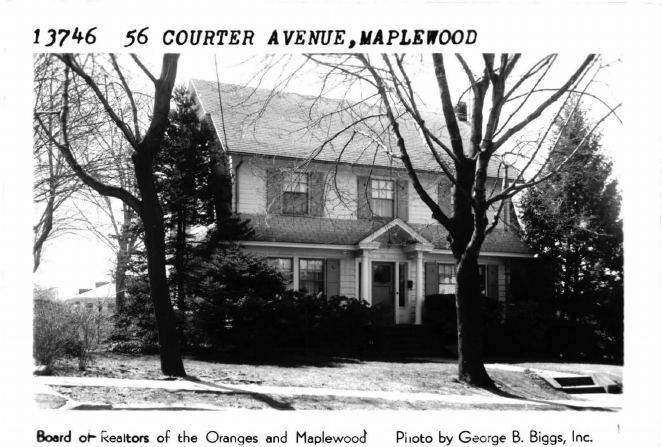 13746 56 COURTER AVENUE, MAPLEWOOD
Board of Realtors of the Oranges and Maplewood Photo by George B. Biggs, Inc.